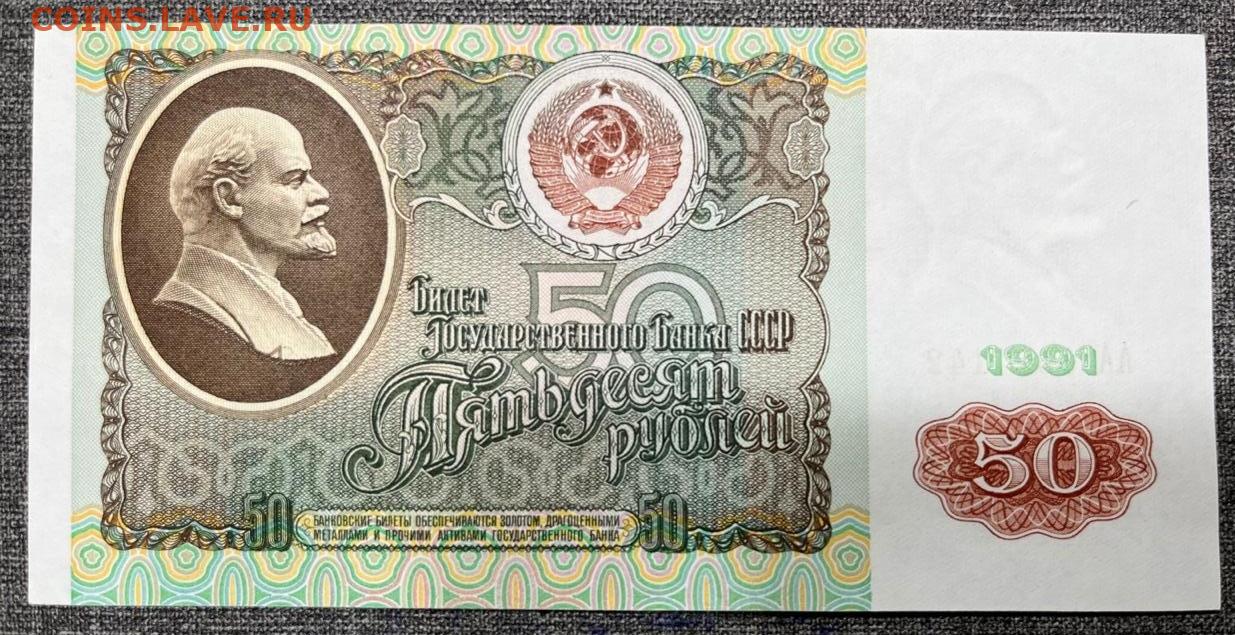 COINS.LAVE.RU
50
Билет
Государственного Банка СССР
Пятьдесят
рублей
50 БАНКОВСКИЕ БИЛЕТЫ ОБЕСПЕЧИВАЮТСЯ ЗОЛОТОМ, ДРАГОЦЕННЫМИ 50
МЕТАЛЛАМИ И ПРОЧИМИ АКТИВАМИ ГОСУДАРСТВЕННОГО БАНКА
1991
50